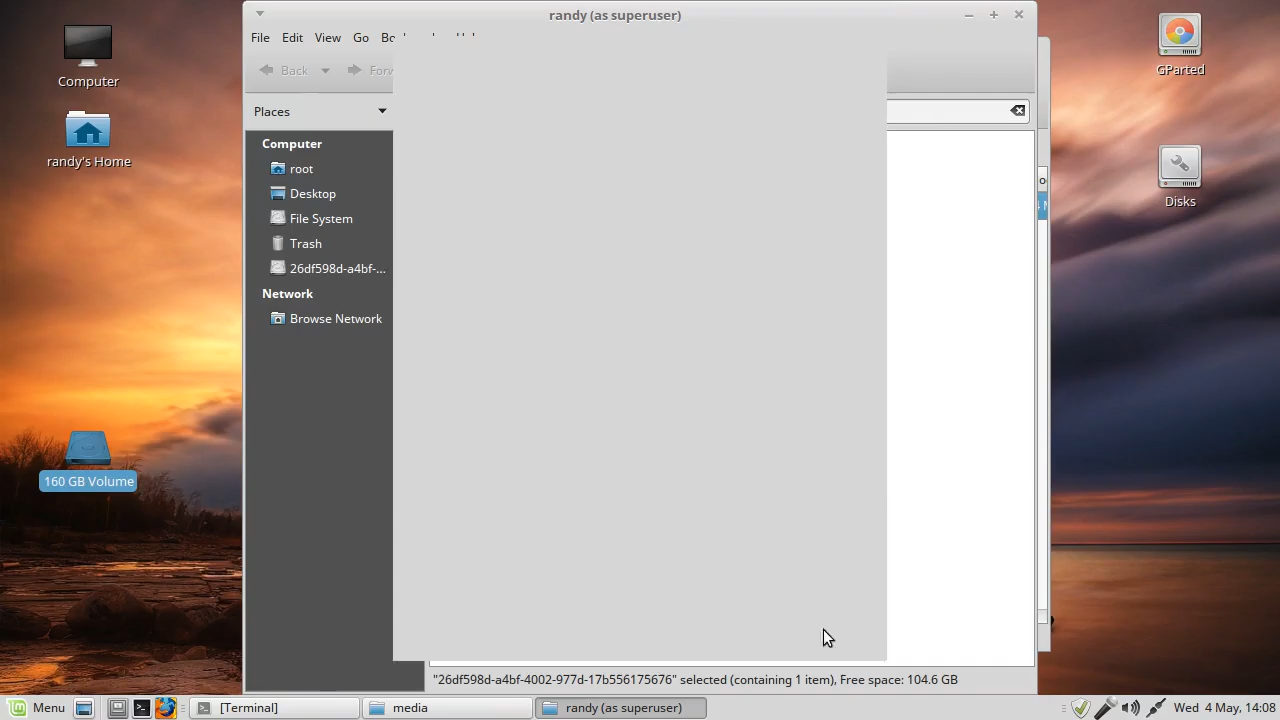 randy (as superuser)
File Edit View Go
Back
Places
Computer
root
Desktop
File System
Trash
26df598d-a4bf-...
Network
Browse Network
"26df598d-a4bf-4002-977d-17b556175676" selected (containing 1 item), Free space: 104.6 GB
Computer
randy's Home
160 GB Volume
GParted
Disks
Menu
[Terminal]
media
randy (as superuser)
Wed 4 May, 14:08